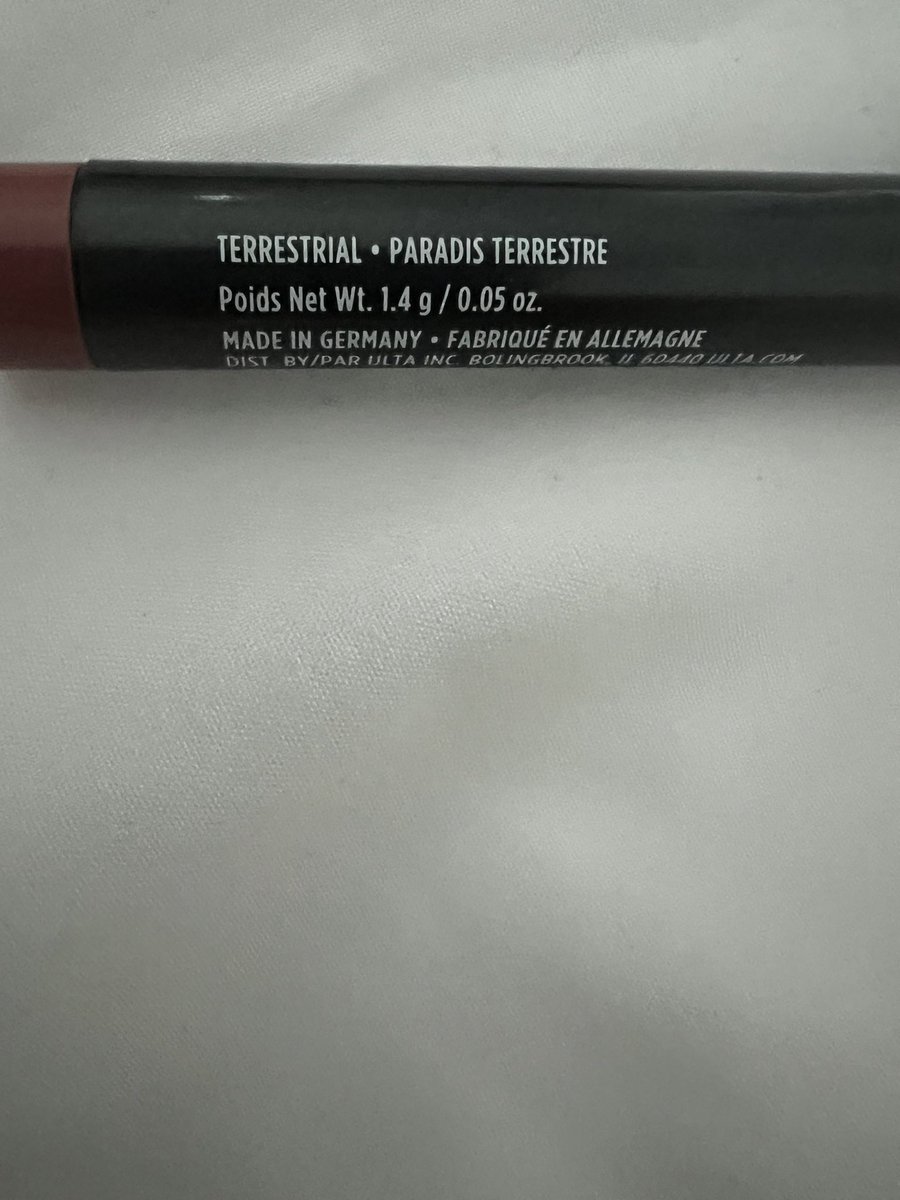 TERRESTRIAL • PARADIS TERRESTRE
Poids Net Wt. 1.4 g / 0.05 oz.
MADE IN GERMANY • FABRIQUÉ EN ALLEMAGNE
DIST. BY/PAR ULTA INC. BOLINGBROOK, IL 60440 ULTA.COM